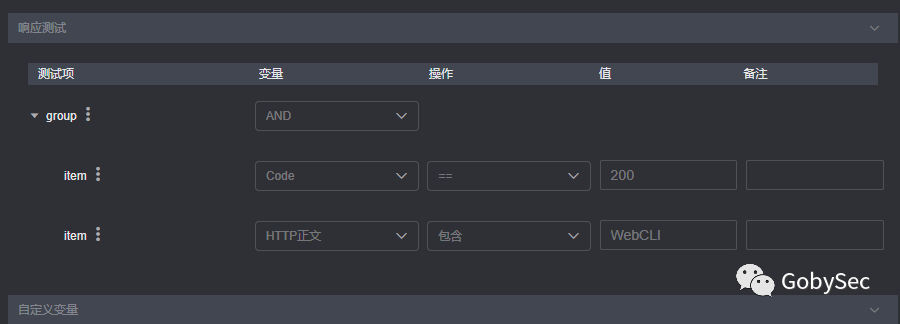 响应测试
测试项 变量 操作 值 备注
group AND
item Code == 200
item HTTP正文 包含 WebCLI
GobySec
自定义变量